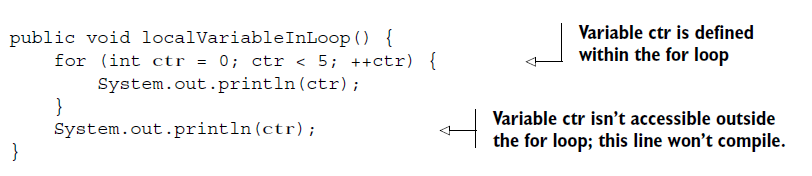 public void localVariableInLoop() {
for (int ctr = 0; ctr < 5; ++ctr) {
System.out.println(ctr);
}
System.out.println(ctr);
}
Variable ctr is defined
within the for loop
Variable ctr isn’t accessible outside
the for loop; this line won’t compile.